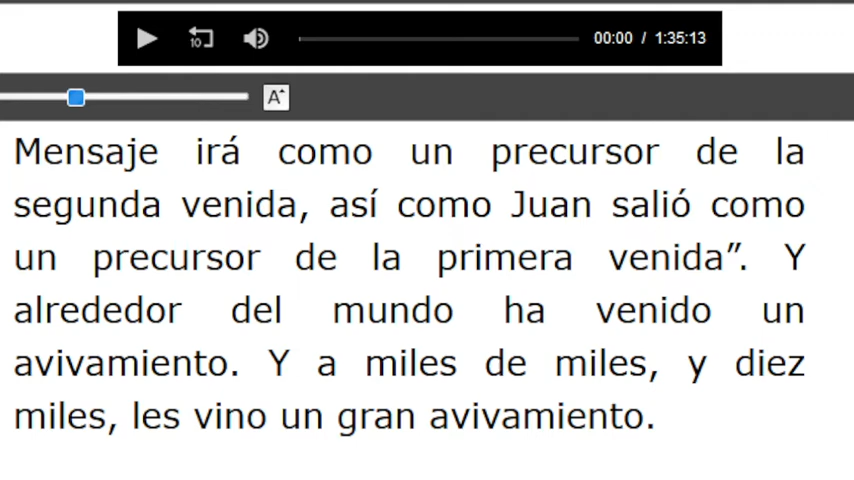 10
00:00 / 1:35:13
A
Mensaje irá como un precursor de la
segunda venida, así como Juan salió como
un precursor de la primera venida”. Y
alrededor del mundo ha venido un
avivamiento. Y a miles de miles, y diez
miles, les vino un gran avivamiento.